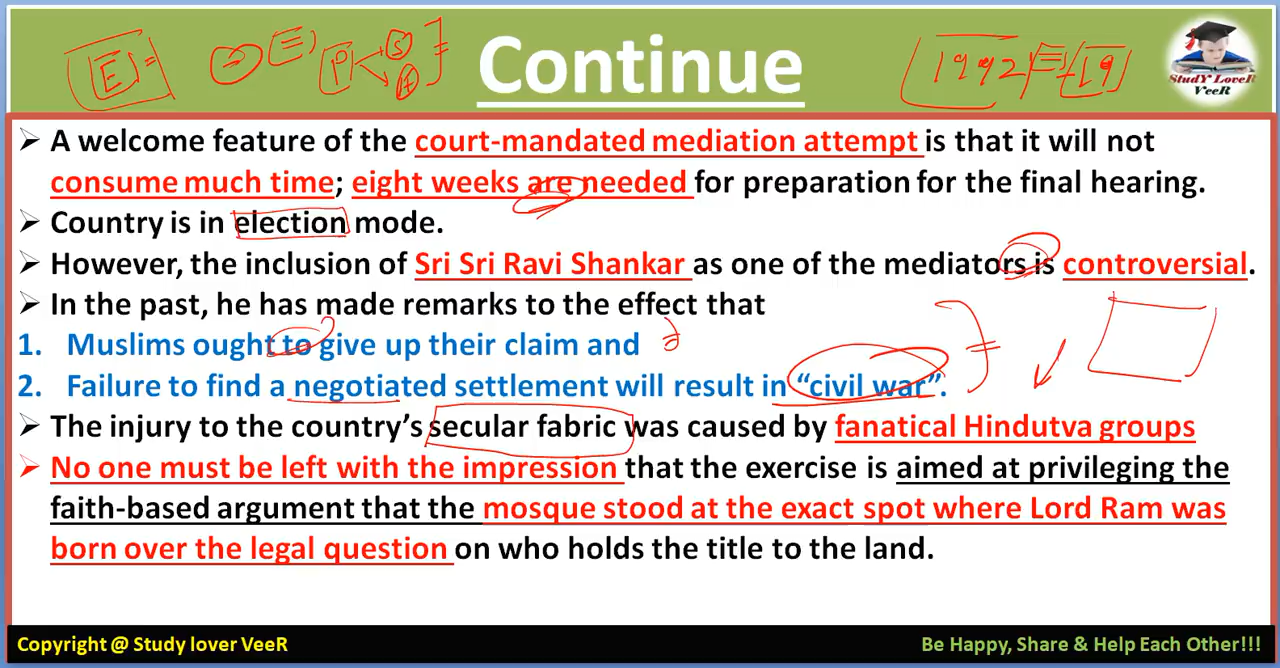 Continue
1992
19
E
E
P
StudY LoveR
VeeR
➢ A welcome feature of the court-mandated mediation attempt is that it will not
consume much time; eight weeks are needed for preparation for the final hearing.
➢ Country is in election mode.
➢ However, the inclusion of Sri Sri Ravi Shankar as one of the mediators is controversial.
➢ In the past, he has made remarks to the effect that
1. Muslims ought to give up their claim and
2. Failure to find a negotiated settlement will result in “civil war”.
➢ The injury to the country’s secular fabric was caused by fanatical Hindutva groups
➢ No one must be left with the impression that the exercise is aimed at privileging the
faith-based argument that the mosque stood at the exact spot where Lord Ram was
born over the legal question on who holds the title to the land.
Copyright @ Study lover VeeR
Be Happy, Share & Help Each Other!!!